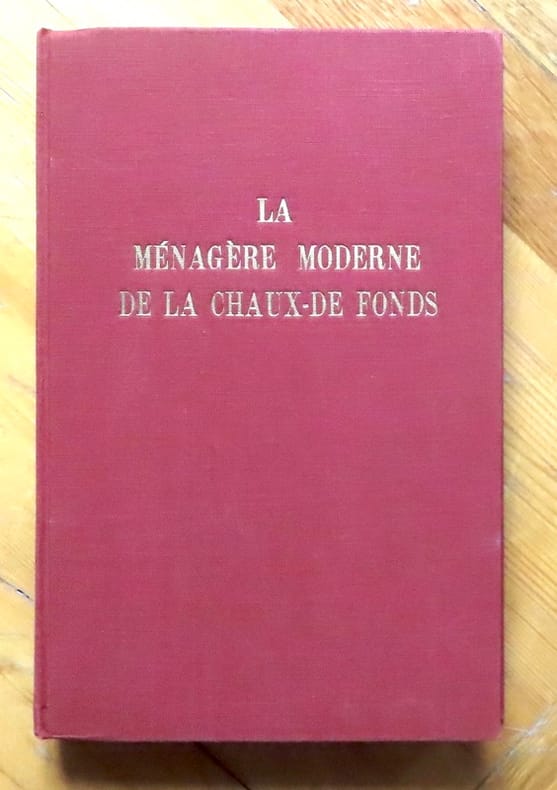 LA
MÉNAGÈRE MODERNE
DE LA CHAUX-DE FONDS